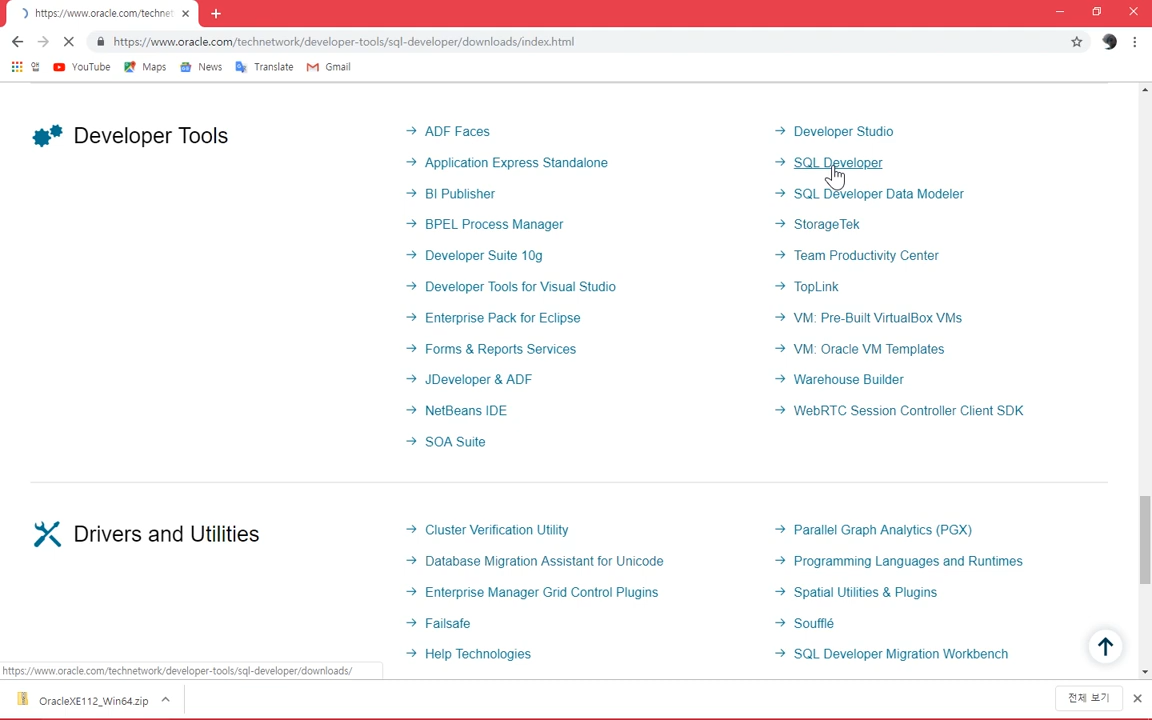 https://www.oracle.com/technet
https://www.oracle.com/technetwork/developer-tools/sql-developer/downloads/index.html
YouTube Maps News Translate Gmail
Developer Tools
ADF Faces
Application Express Standalone
BI Publisher
BPEL Process Manager
Developer Suite 10g
Developer Tools for Visual Studio
Enterprise Pack for Eclipse
Forms & Reports Services
JDeveloper & ADF
NetBeans IDE
SOA Suite
Developer Studio
SQL Developer
SQL Developer Data Modeler
StorageTek
Team Productivity Center
TopLink
VM: Pre-Built VirtualBox VMs
VM: Oracle VM Templates
Warehouse Builder
WebRTC Session Controller Client SDK
Drivers and Utilities
Cluster Verification Utility
Database Migration Assistant for Unicode
Enterprise Manager Grid Control Plugins
Failsafe
Help Technologies
Parallel Graph Analytics (PGX)
Programming Languages and Runtimes
Spatial Utilities & Plugins
Soufflé
SQL Developer Migration Workbench
https://www.oracle.com/technetwork/developer-tools/sql-developer/downloads/
OracleXE112_Win64.zip
전체 보기